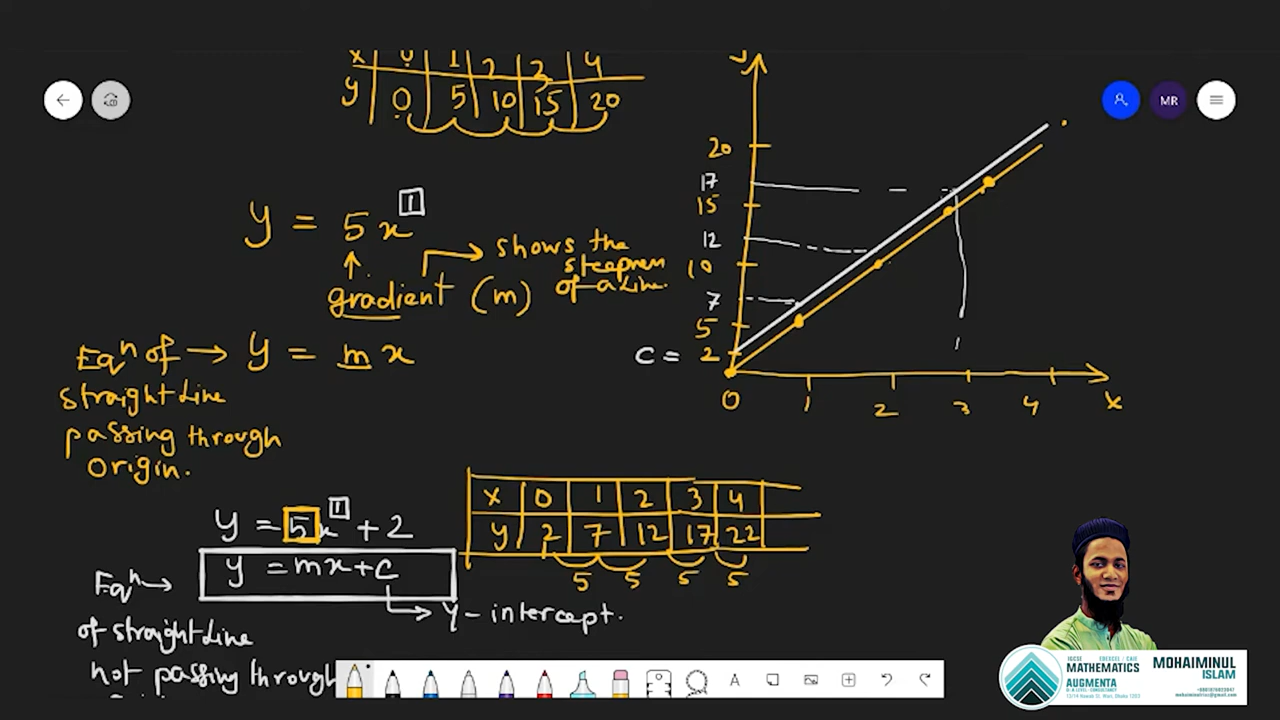 x 0 1 2 3 4
y 0 5 10 15 20
y = 5x 1
shows the
steepness
of a line.
gradient (m)
Eqn of → y = mx
straight line
passing through
origin.
y
20
17
15
12
10
7
5
C = 2
0 1 2 3 4 x
MR
x 0 1 2 3 4
y 2 7 12 17 22
5 5 5 5
y = 5x 1 + 2
y = mx + c
Eqn →
y - intercept.
of straight line
not passing through
A
IGCSE EDEXCEL / CAIE
MATHEMATICS
AUGMENTA
MOHAIMINUL
ISLAM